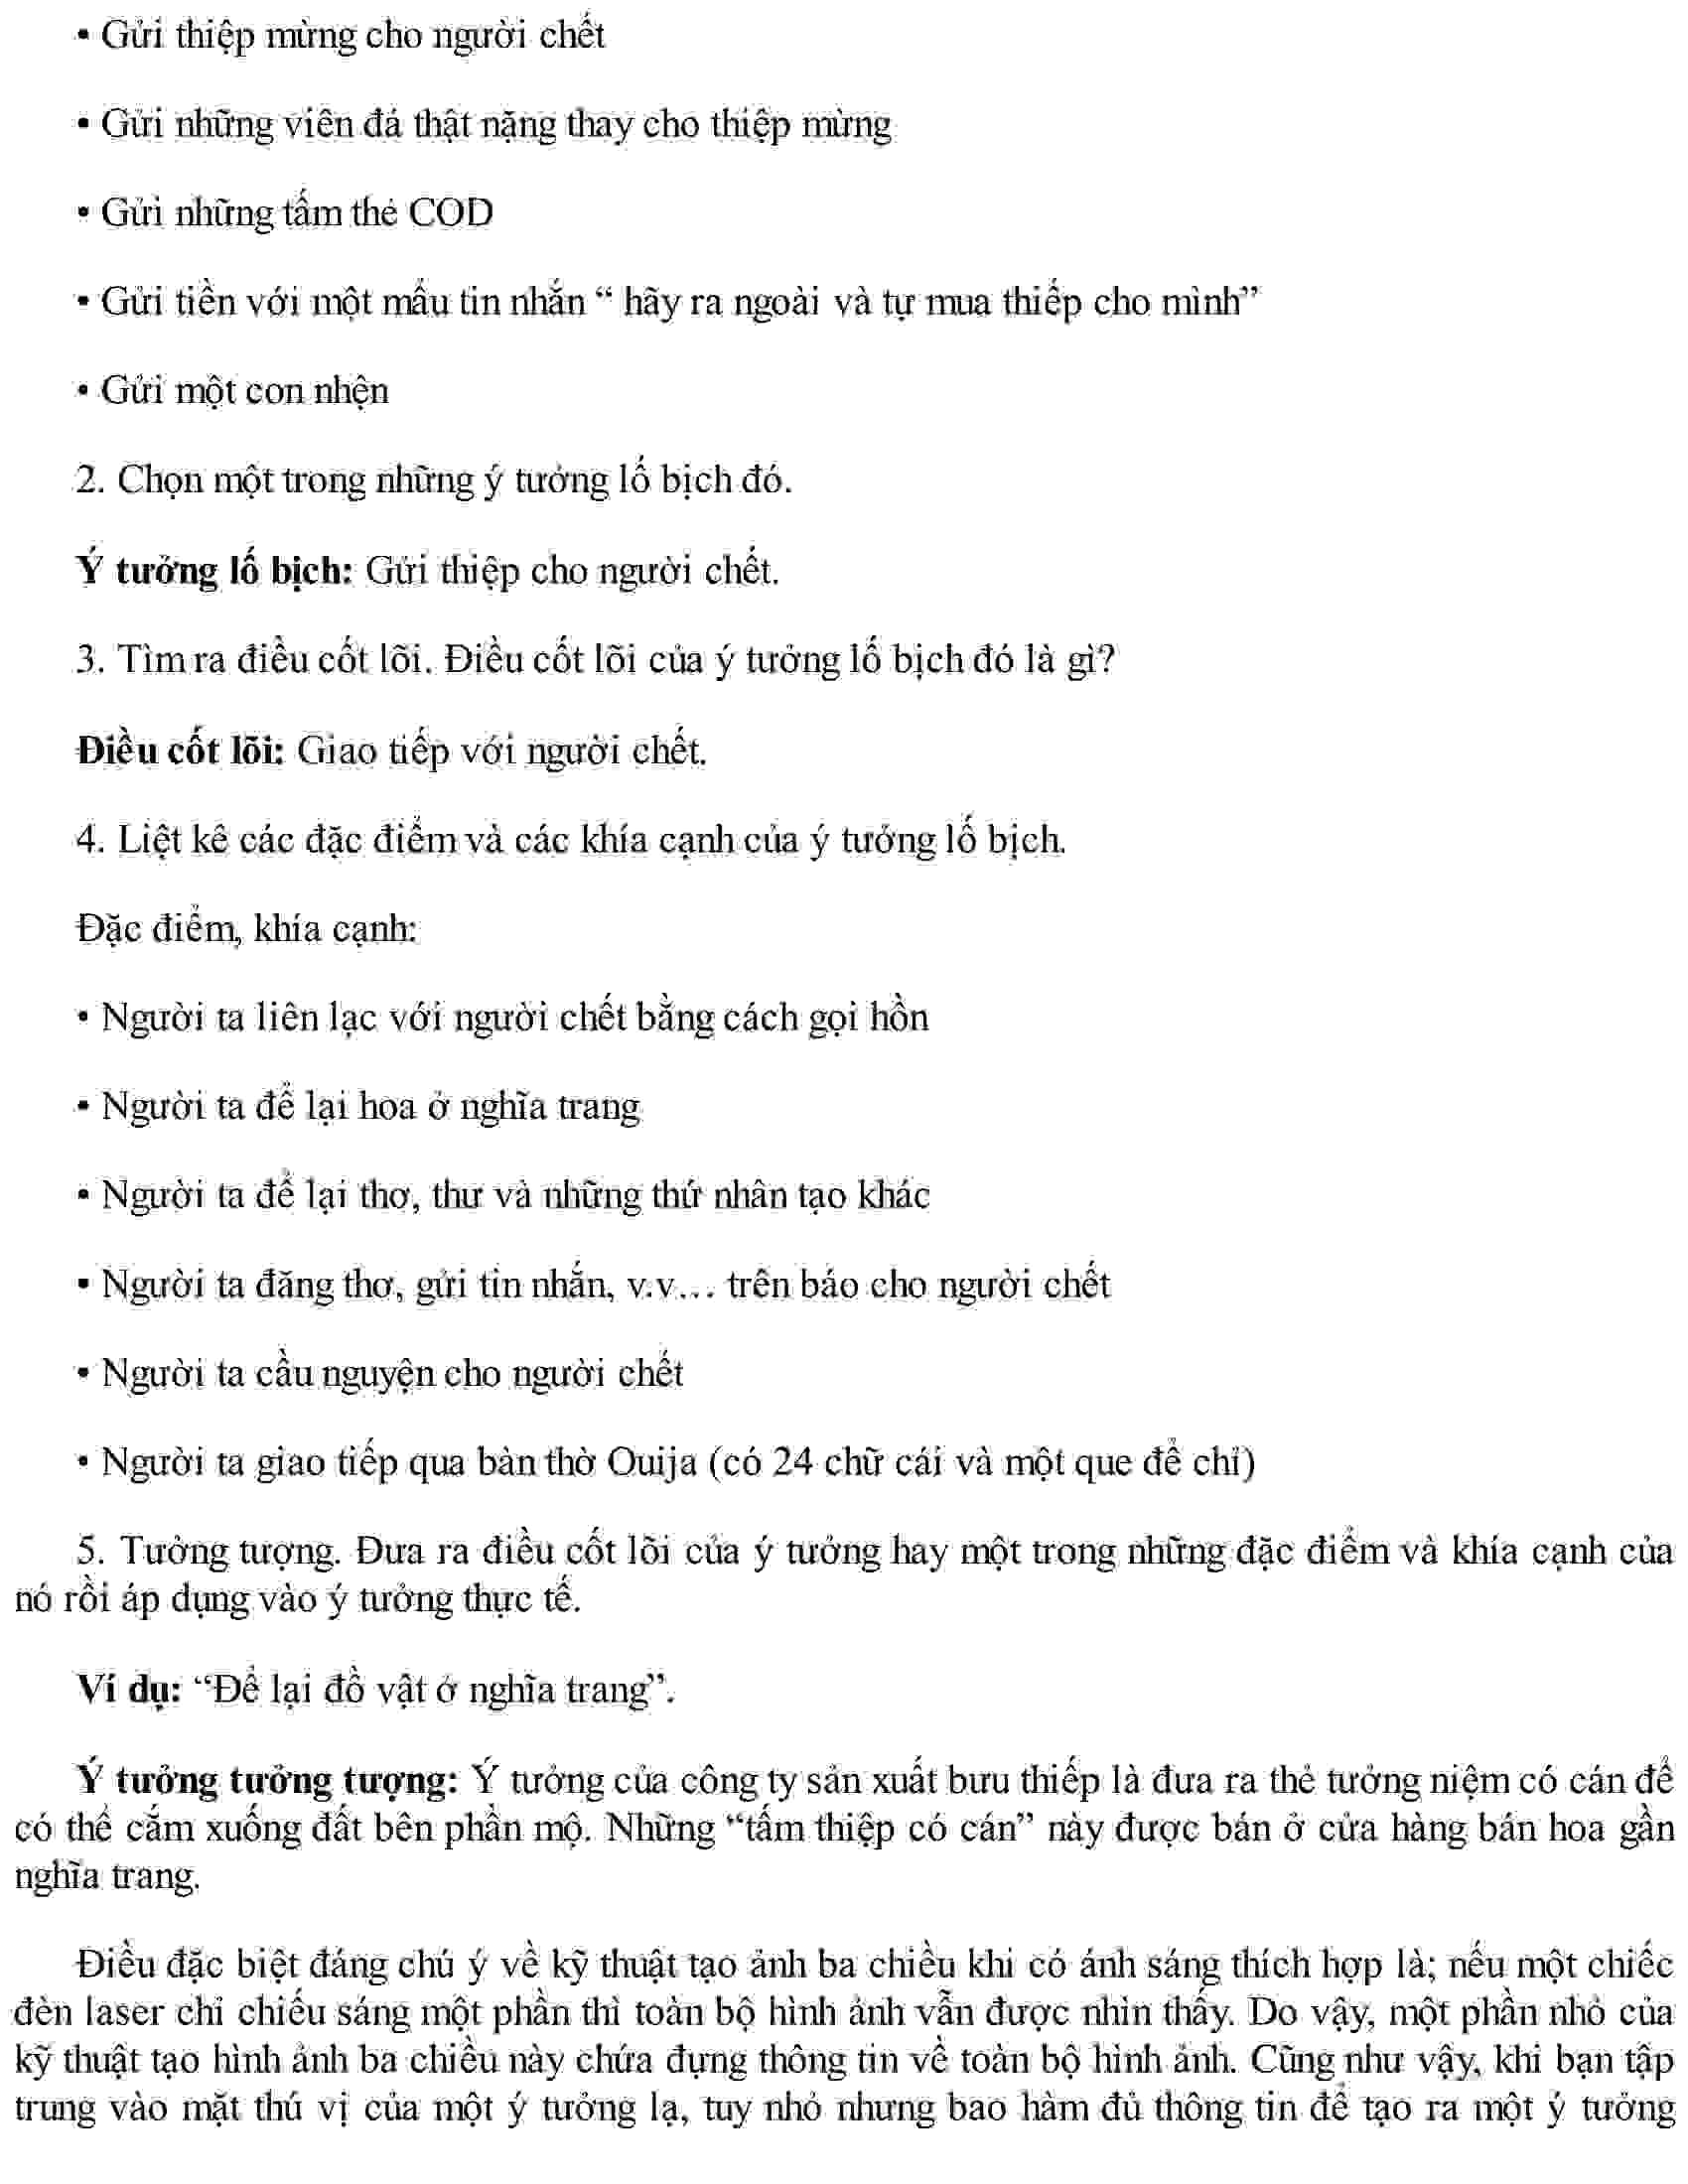 • Gửi thiệp mừng cho người chết
• Gửi những viên đá thật nặng thay cho thiệp mừng
• Gửi những tấm thẻ COD
• Gửi tiền với một mẩu tin nhắn “ hãy ra ngoài và tự mua thiếp cho mình”
• Gửi một con nhện
2. Chọn một trong những ý tưởng lố bịch đó.
Ý tưởng lố bịch: Gửi thiệp cho người chết.
3. Tìm ra điều cốt lõi. Điều cốt lõi của ý tưởng lố bịch đó là gì?
Điều cốt lõi: Giao tiếp với người chết.
4. Liệt kê các đặc điểm và các khía cạnh của ý tưởng lố bịch.
Đặc điểm, khía cạnh:
• Người ta liên lạc với người chết bằng cách gọi hồn
• Người ta để lại hoa ở nghĩa trang
• Người ta để lại thơ, thư và những thứ nhân tạo khác
• Người ta đăng thơ, gửi tin nhắn, v.v… trên báo cho người chết
• Người ta cầu nguyện cho người chết
• Người ta giao tiếp qua bàn thờ Ouija (có 24 chữ cái và một que để chỉ)
5. Tưởng tượng. Đưa ra điều cốt lõi của ý tưởng hay một trong những đặc điểm và khía cạnh của
nó rồi áp dụng vào ý tưởng thực tế.
Ví dụ: “Để lại đồ vật ở nghĩa trang”.
Ý tưởng tưởng tượng: Ý tưởng của công ty sản xuất bưu thiếp là đưa ra thẻ tưởng niệm có cán để
có thể cắm xuống đất bên phần mộ. Những “tấm thiệp có cán” này được bán ở cửa hàng bán hoa gần
nghĩa trang.
Điều đặc biệt đáng chú ý về kỹ thuật tạo ảnh ba chiều khi có ánh sáng thích hợp là; nếu một chiếc
đèn laser chỉ chiếu sáng một phần thì toàn bộ hình ảnh vẫn được nhìn thấy. Do vậy, một phần nhỏ của
kỹ thuật tạo hình ảnh ba chiều này chứa đựng thông tin về toàn bộ hình ảnh. Cũng như vậy, khi bạn tập
trung vào mặt thú vị của một ý tưởng lạ, tuy nhỏ nhưng bao hàm đủ thông tin để tạo ra một ý tưởng